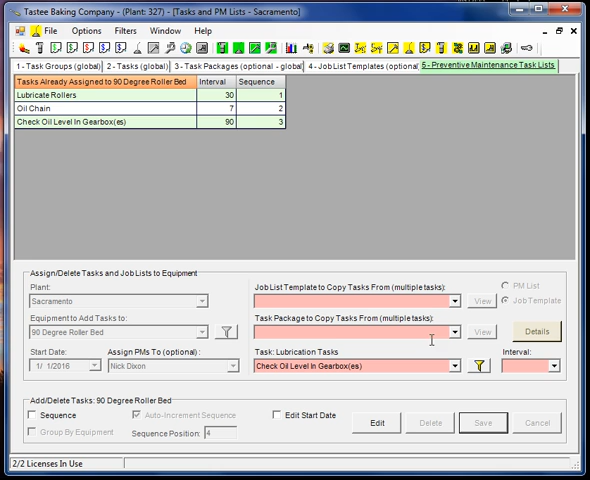 Tastee Baking Company - (Plant: 327) - [Tasks and PM Lists - Sacramento]
File Options Filters Window Help
1 - Task Groups (global) 2 - Tasks (global) 3 - Task Packages (optional - global) 4 - Job List Templates (optional 5 - Preventive Maintenance Task Lists
Tasks Already Assigned to 90 Degree Roller Bed Interval Sequence
Lubricate Rollers 30 1
Oil Chain 7 2
Check Oil Level In Gearbox(es) 90 3
Assign/Delete Tasks and Job Lists to Equipment
Plant:
Sacramento
Equipment to Add Tasks to:
90 Degree Roller Bed
Start Date: Assign PMs To (optional):
1/ 1/2016 Nick Dixon
Job List Template to Copy Tasks From (multiple tasks):
View
PM List
Job Template
Task Package to Copy Tasks From (multiple tasks):
View Details
Task: Lubrication Tasks Interval:
Check Oil Level In Gearbox(es)
Add/Delete Tasks: 90 Degree Roller Bed
Sequence Auto-Increment Sequence Edit Start Date
Group By Equipment Sequence Position: 4
Edit Delete Save Cancel
2/2 Licenses In Use